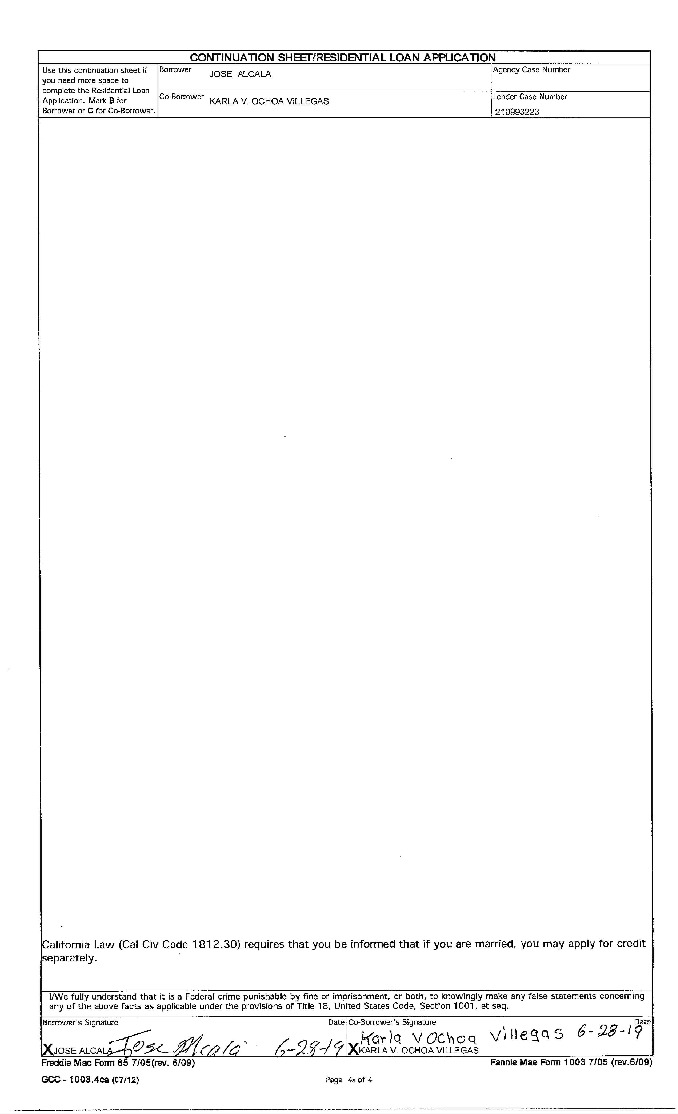 CONTINUATION SHEET/RESIDENTIAL LOAN APPLICATION
Use this continuation sheet if
you need more space to
complete the Residential Loan
Application. Mark B for
Borrower or C for Co-Borrower.
Borrower JOSE ALCALA
Co-Borrower KARLA V. OCHOA VILLEGAS
Agency Case Number
Lender Case Number
210993223
California Law (Cal Civ Code 1812.30) requires that you be informed that if you are married, you may apply for credit
separately.
I/We fully understand that it is a Federal crime punishable by fine or imprisonment, or both, to knowingly make any false statements concerning
any of the above facts as applicable under the provisions of Title 18, United States Code, Section 1001, et seq.
Borrower's Signature Date Co-Borrower's Signature Date
X JOSE ALCALA Jose Alcala 6-28-19 X Karla V Ochoa Villegas 6-28-19
KARLA V. OCHOA VILLEGAS
Freddie Mac Form 65 7/05(rev. 6/09) Fannie Mae Form 1003 7/05 (rev.6/09)
GCC - 1003.4ca (07/12) Page 4a of 4